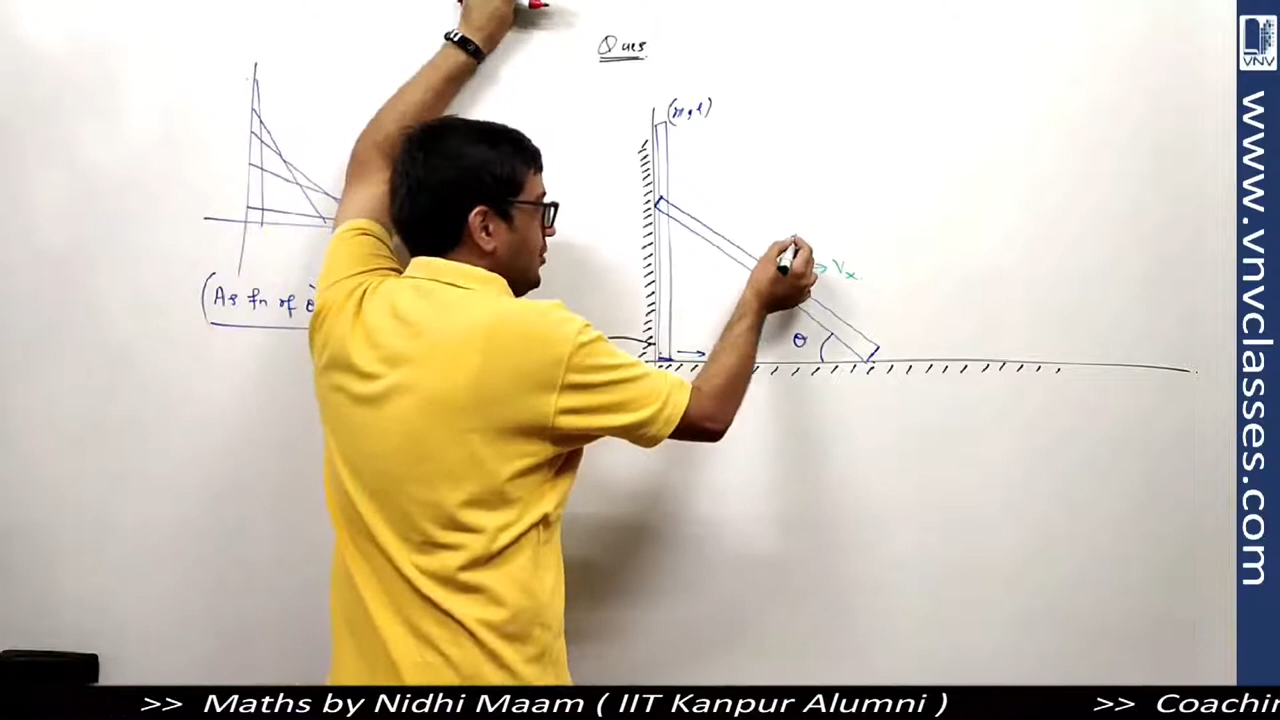 Ques
(m, l)
Vx
θ
(As fn of θ
VNV
www.vnvclasses.com
>> Maths by Nidhi Maam ( IIT Kanpur Alumni ) >> Coachin